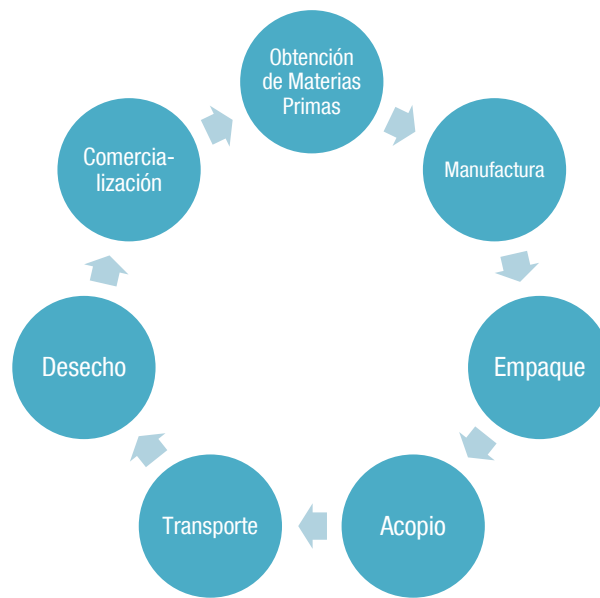 Obtención
de Materias
Primas
Manufactura
Empaque
Acopio
Transporte
Desecho
Comercia-
lización